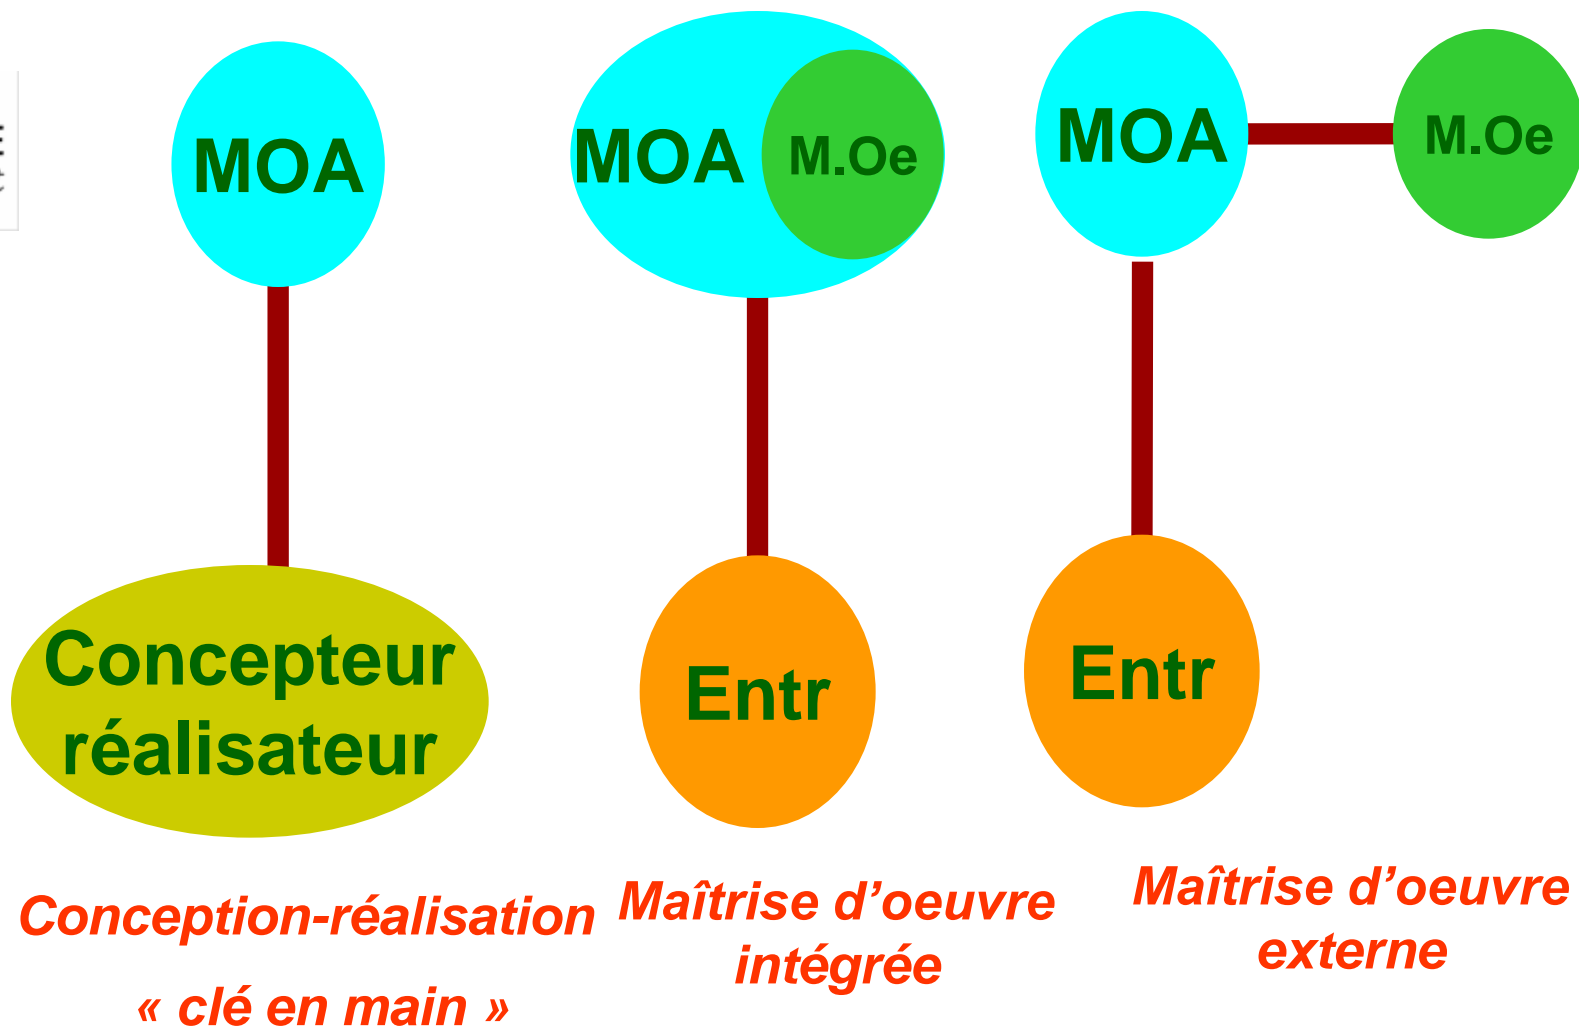 MOA
Concepteur
réalisateur
Conception-réalisation
« clé en main »
MOA
M.Oe
Entr
Maîtrise d’oeuvre
intégrée
MOA
M.Oe
Entr
Maîtrise d’oeuvre
externe